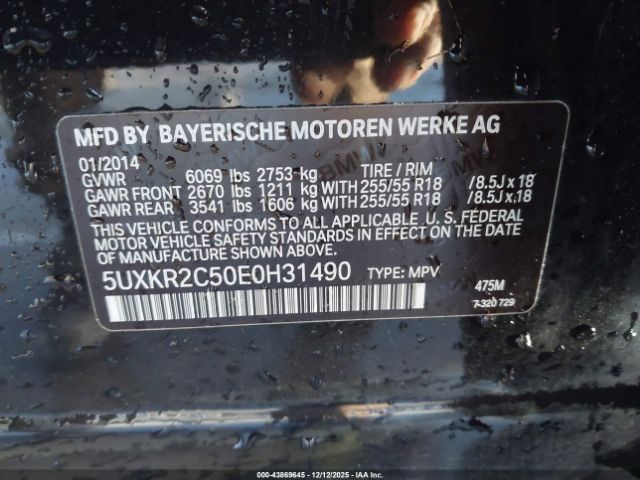 MFD BY BAYERISCHE MOTOREN WERKE AG
01/2014
GVWR 6069 lbs 2753 kg TIRE / RIM
GAWR FRONT 2670 lbs 1211 kg WITH 255/55 R18 / 8.5J x 18
GAWR REAR 3541 lbs 1606 kg WITH 255/55 R18 / 8.5J x 18
THIS VEHICLE CONFORMS TO ALL APPLICABLE U.S. FEDERAL
MOTOR VEHICLE SAFETY STANDARDS IN EFFECT ON THE DATE
OF MANUFACTURE SHOWN ABOVE.
5UXKR2C50E0H31490 TYPE: MPV
475M
7-320 729
000-43869645 - 12/12/2025 - IAA Inc.